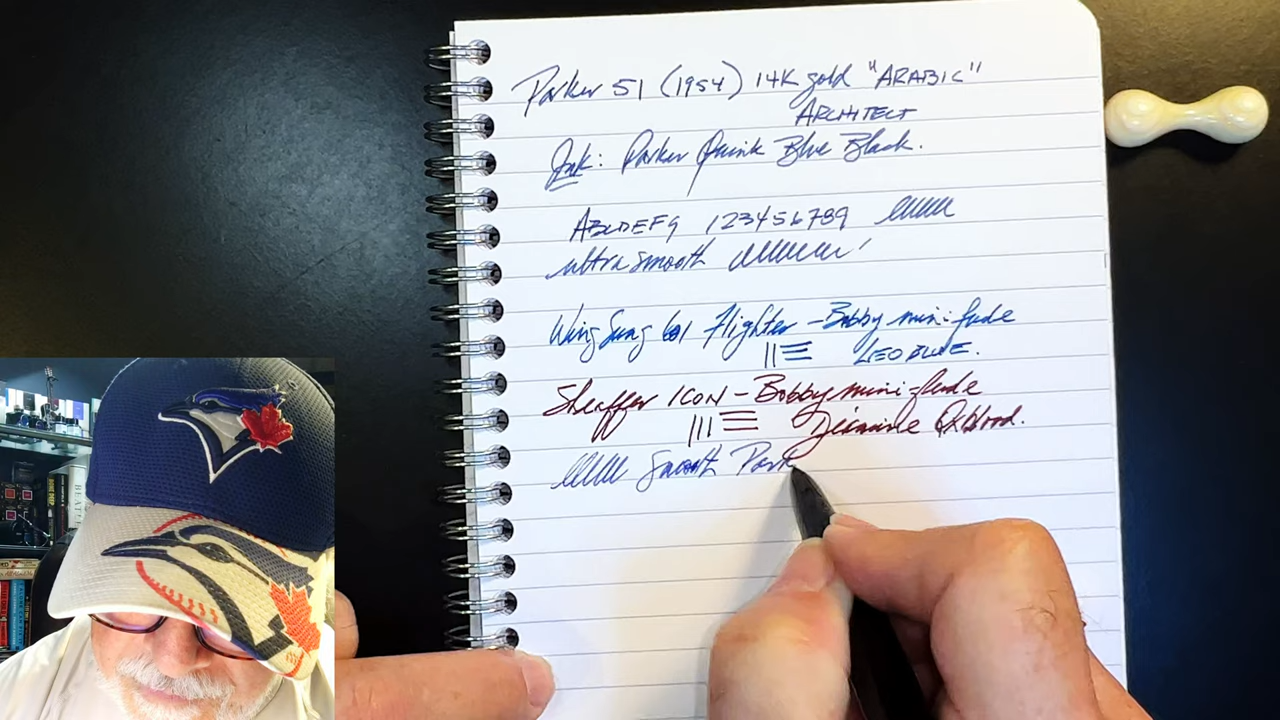 Parker 51 (1954) 14K gold "ARABIC"
ARCHITECT
Ink: Parker Quink Blue Black.
ABCDEFG 123456789
ultra smooth
Wing Sung 601 Flighter - Bobby mini-fude
LEO BLUE.
Sheaffer ICON - Bobby mini-fude
Diamine Oxblood.
Smooth Park